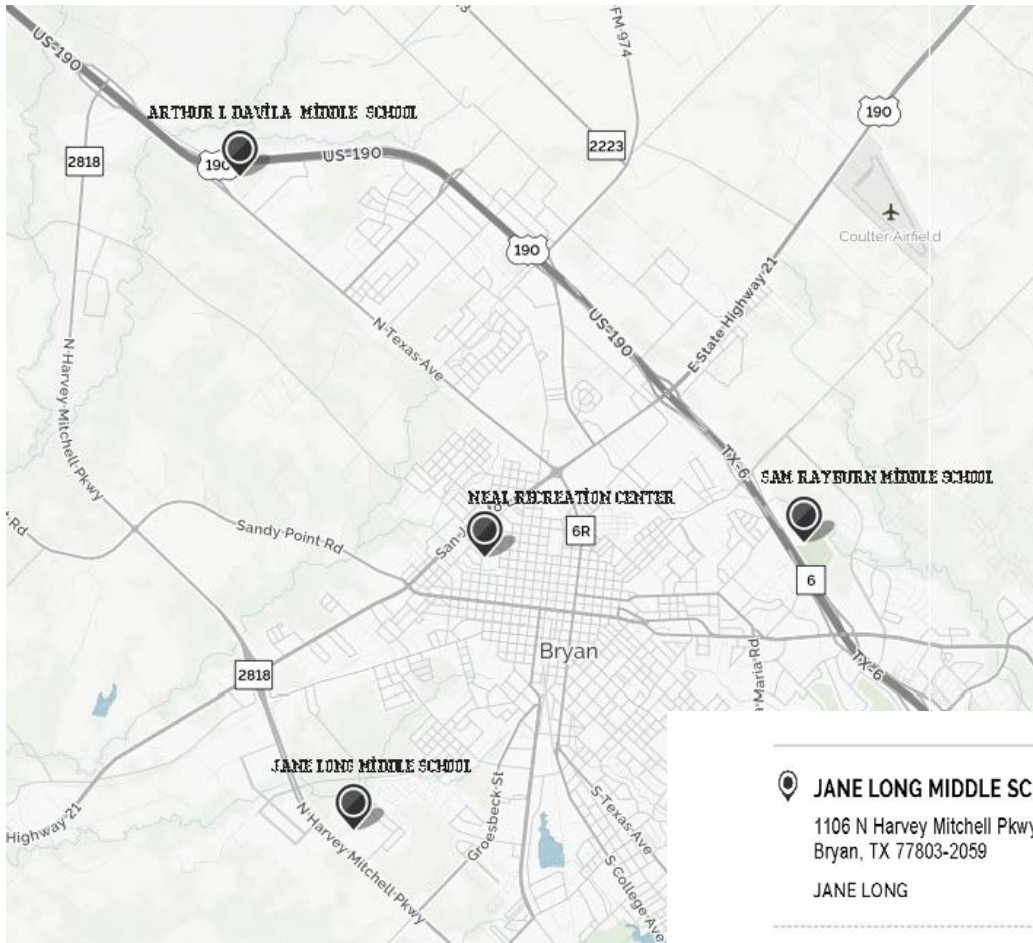 US-190
FM-974
ARTHUR L DAVILA MIDDLE SCHOOL
190
2818
190
US-190
2223
190
Coulter Airfield
US-190
E State Highway 21
N Texas Ave
N Harvey Mitchell Pkwy
TX-6
SAM RAYBURN MIDDLE SCHOOL
NEAL RECREATION CENTER
6R
Rd
Sandy Point Rd
6
Bryan
Maria Rd
TX-6
2818
JANE LONG MIDDLE SCHOOL
Highway 21
N Harvey Mitchell Pkwy
Groesbeck St
S Texas Ave
S College Ave
JANE LONG MIDDLE SC
1106 N Harvey Mitchell Pkwy
Bryan, TX 77803-2059
JANE LONG